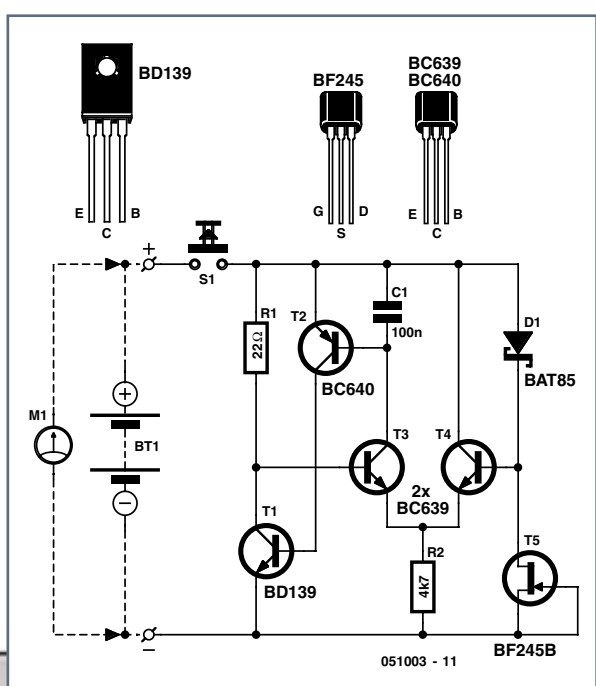 BD139
E
C
B
BF245
G
S
D
BC639
BC640
E
C
B
+
S1
R1
22Ω
T2
BC640
C1
100n
D1
BAT85
M1
+
BT1
−
T3
T4
2x
BC639
T1
BD139
R2
4k7
T5
BF245B
−
051003 - 11